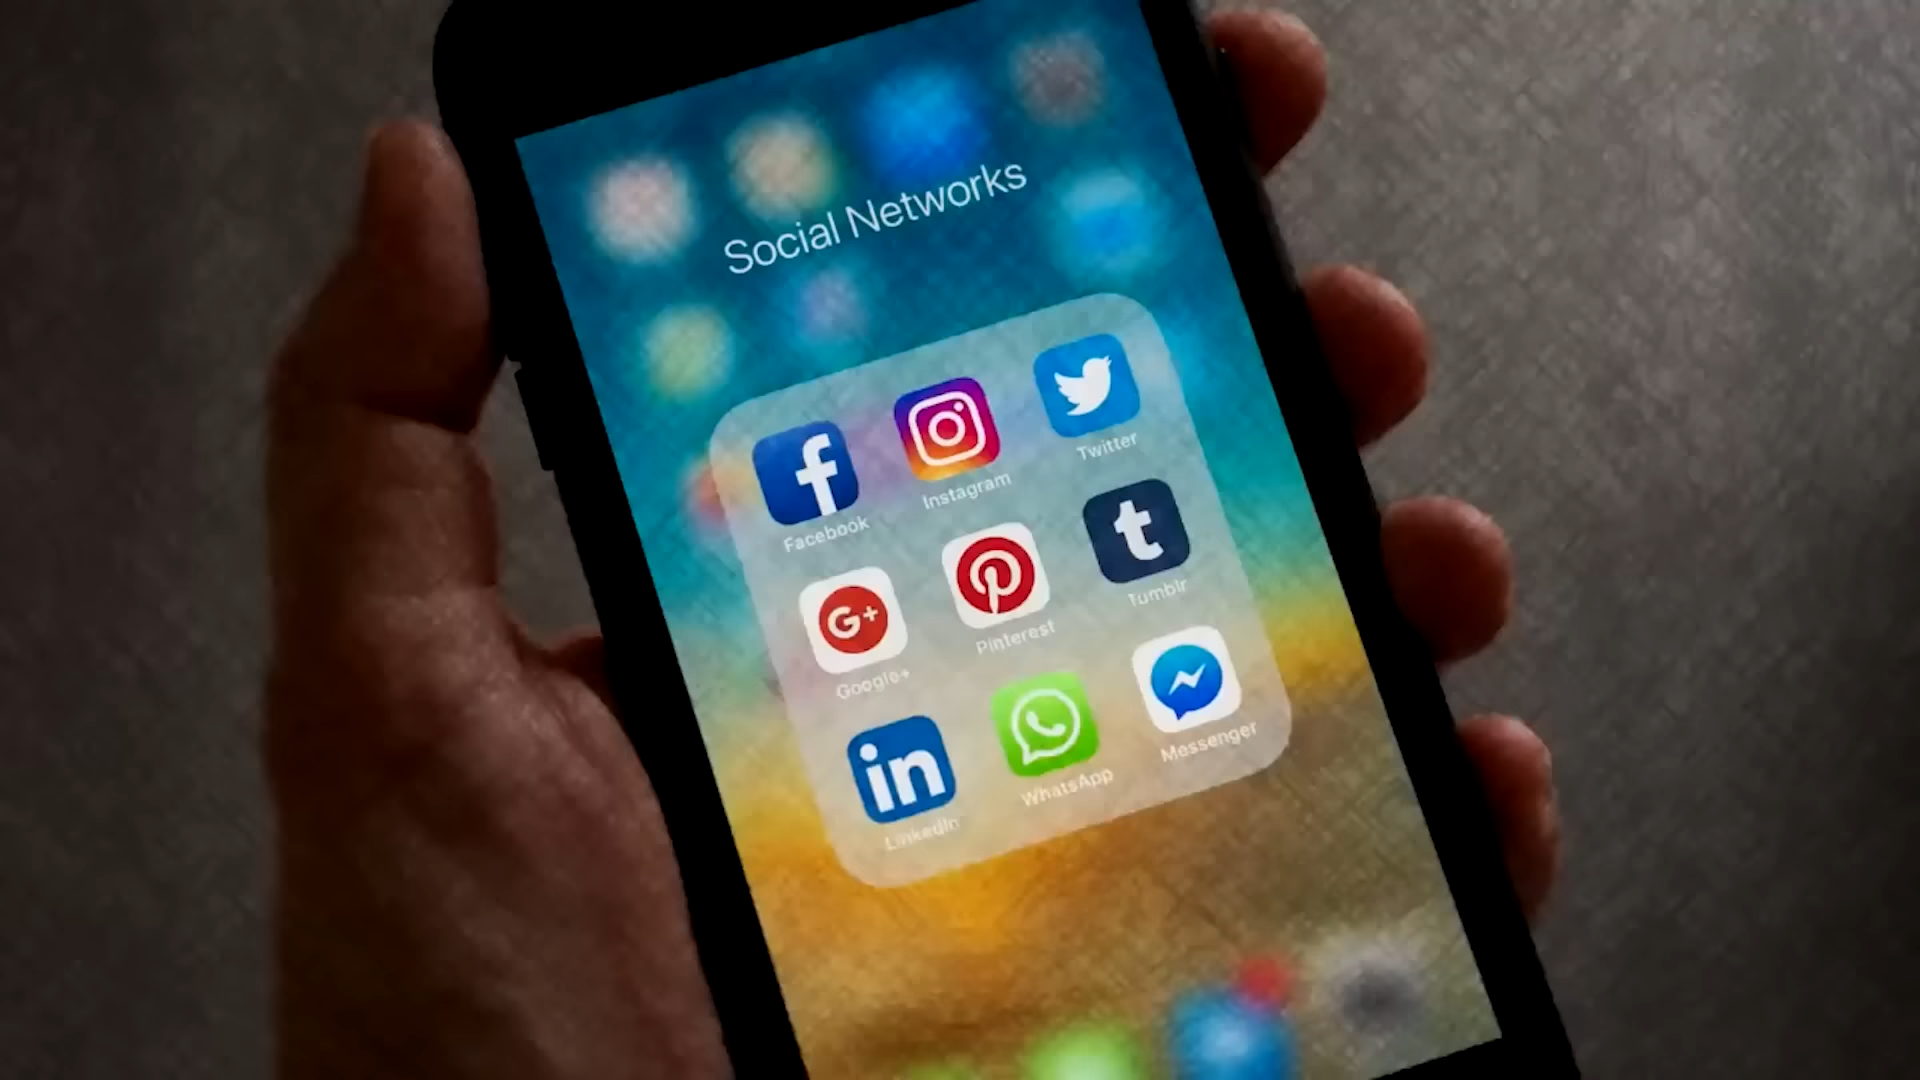 Social Networks
Facebook
Instagram
Twitter
Google+
Pinterest
Tumblr
LinkedIn
WhatsApp
Messenger